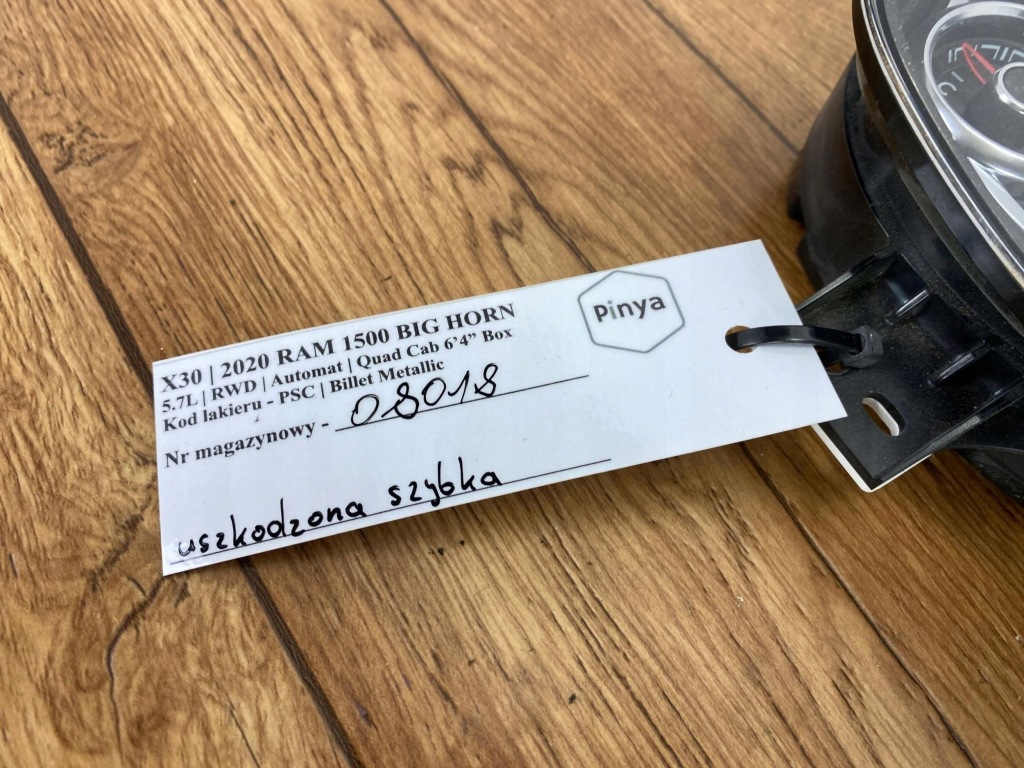 X30 | 2020 RAM 1500 BIG HORN
5.7L | RWD | Automat | Quad Cab 6’4” Box
Kod lakieru - PSC | Billet Metallic
Nr magazynowy - 08018
uszkodzona szybka
Pinya
C